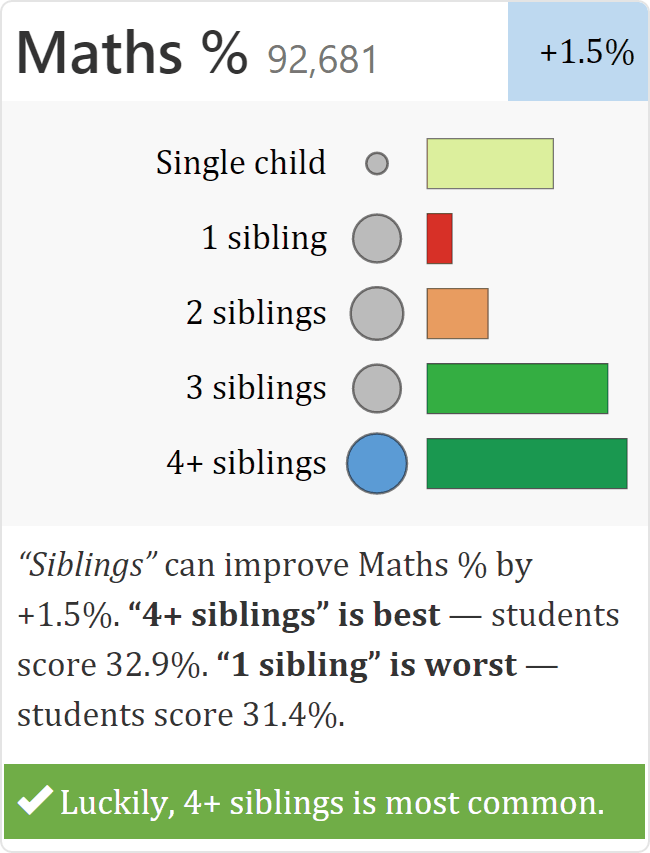 Maths % 92,681
+1.5%
Single child
1 sibling
2 siblings
3 siblings
4+ siblings
“Siblings” can improve Maths % by
+1.5%. “4+ siblings” is best — students
score 32.9%. “1 sibling” is worst —
students score 31.4%.
Luckily, 4+ siblings is most common.